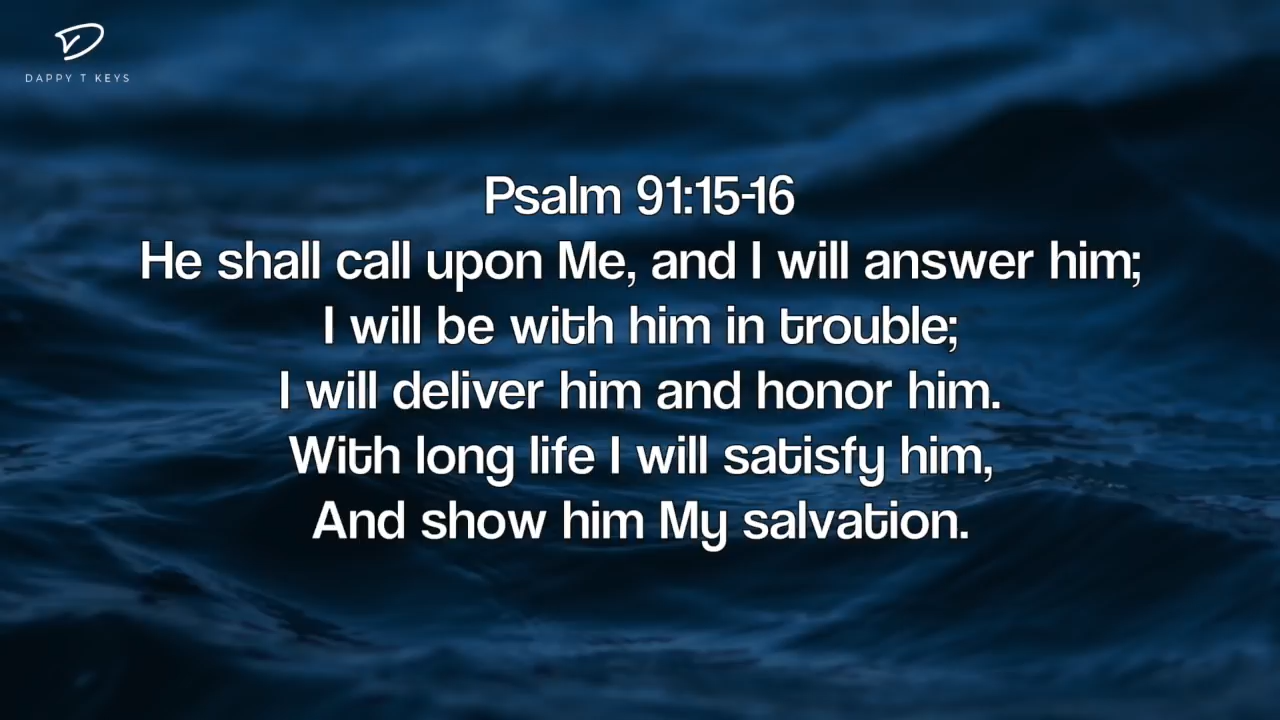 DAPPY T KEYS
Psalm 91:15-16
He shall call upon Me, and I will answer him;
I will be with him in trouble;
I will deliver him and honor him.
With long life I will satisfy him,
And show him My salvation.